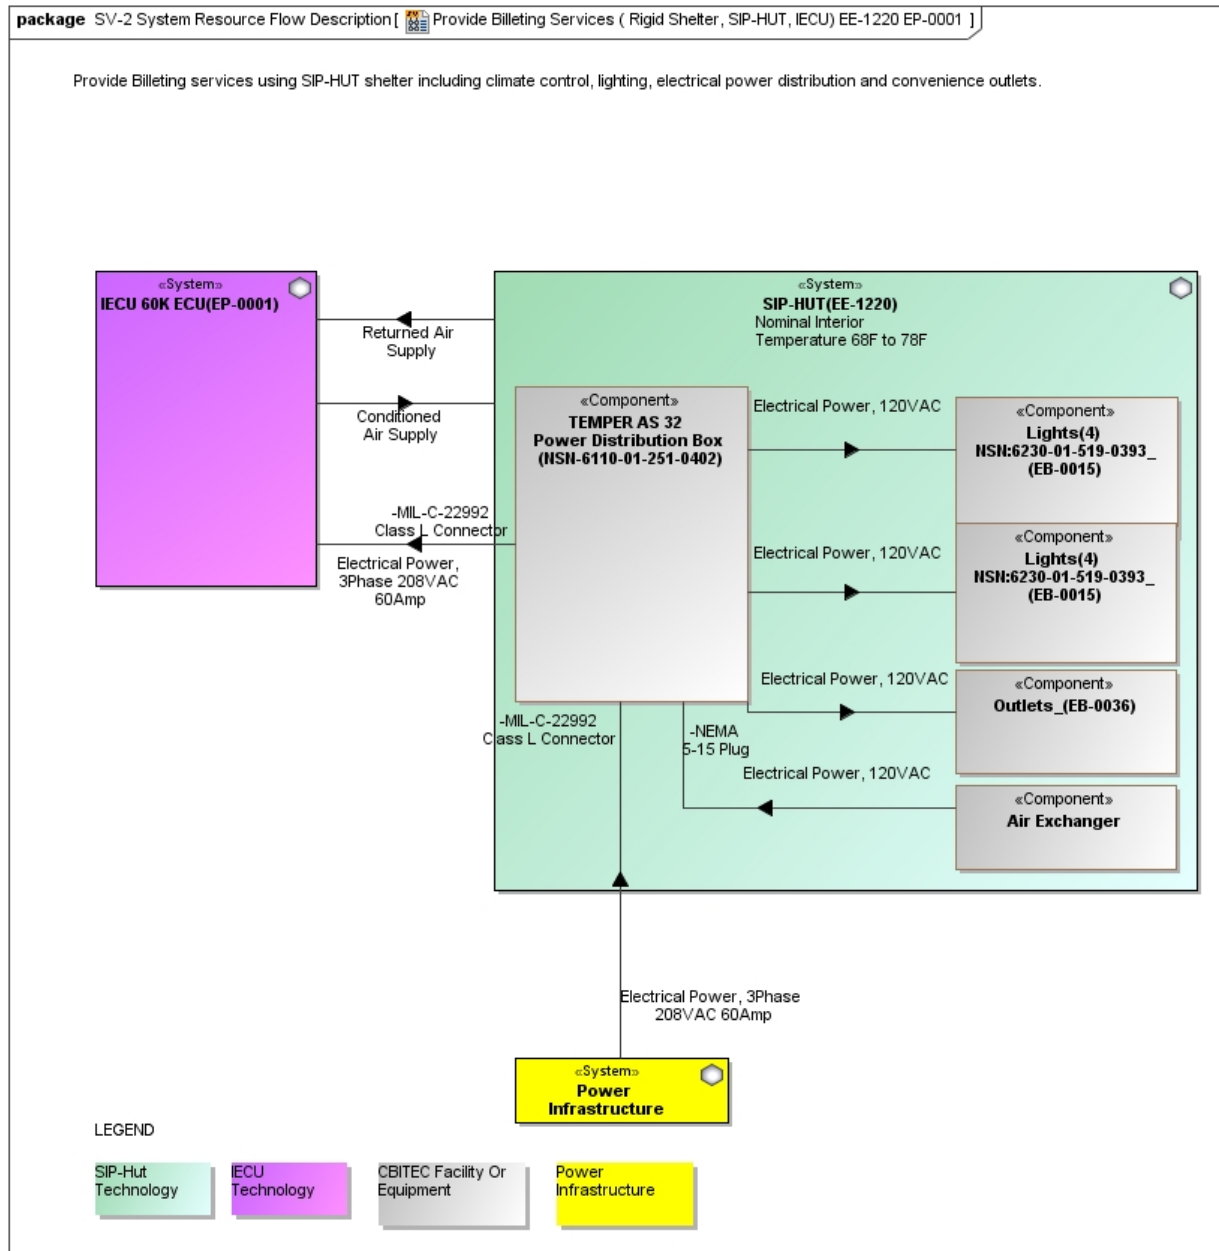 package SV-2 System Resource Flow Description [ Provide Billeting Services ( Rigid Shelter, SIP-HUT, IECU) EE-1220 EP-0001 ]
Provide Billeting services using SIP-HUT shelter including climate control, lighting, electrical power distribution and convenience outlets.
«System»
IECU 60K ECU(EP-0001)
Returned Air
Supply
Conditioned
Air Supply
-MIL-C-22992
Class L Connector
Electrical Power,
3Phase 208VAC
60Amp
«System»
SIP-HUT(EE-1220)
Nominal Interior
Temperature 68F to 78F
«Component»
TEMPER AS 32
Power Distribution Box
(NSN-6110-01-251-0402)
Electrical Power, 120VAC
«Component»
Lights(4)
NSN:6230-01-519-0393_
(EB-0015)
Electrical Power, 120VAC
«Component»
Lights(4)
NSN:6230-01-519-0393_
(EB-0015)
Electrical Power, 120VAC
«Component»
Outlets_(EB-0036)
-MIL-C-22992
Class L Connector
-NEMA
5-15 Plug
Electrical Power, 120VAC
«Component»
Air Exchanger
Electrical Power, 3Phase
208VAC 60Amp
«System»
Power
Infrastructure
LEGEND
SIP-Hut
Technology
IECU
Technology
CBITEC Facility Or
Equipment
Power
Infrastructure